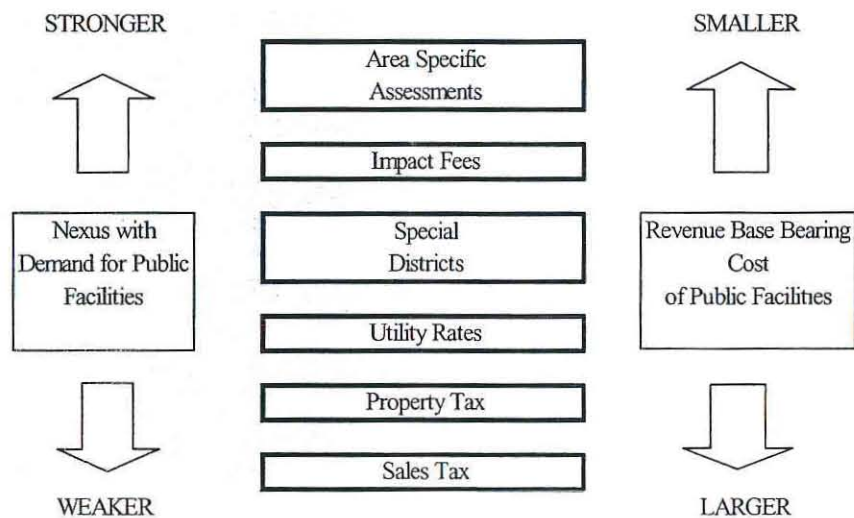 STRONGER
SMALLER
Area Specific
Assessments
Impact Fees
Nexus with
Demand for Public
Facilities
Special
Districts
Revenue Base Bearing
Cost
of Public Facilities
Utility Rates
Property Tax
Sales Tax
WEAKER
LARGER